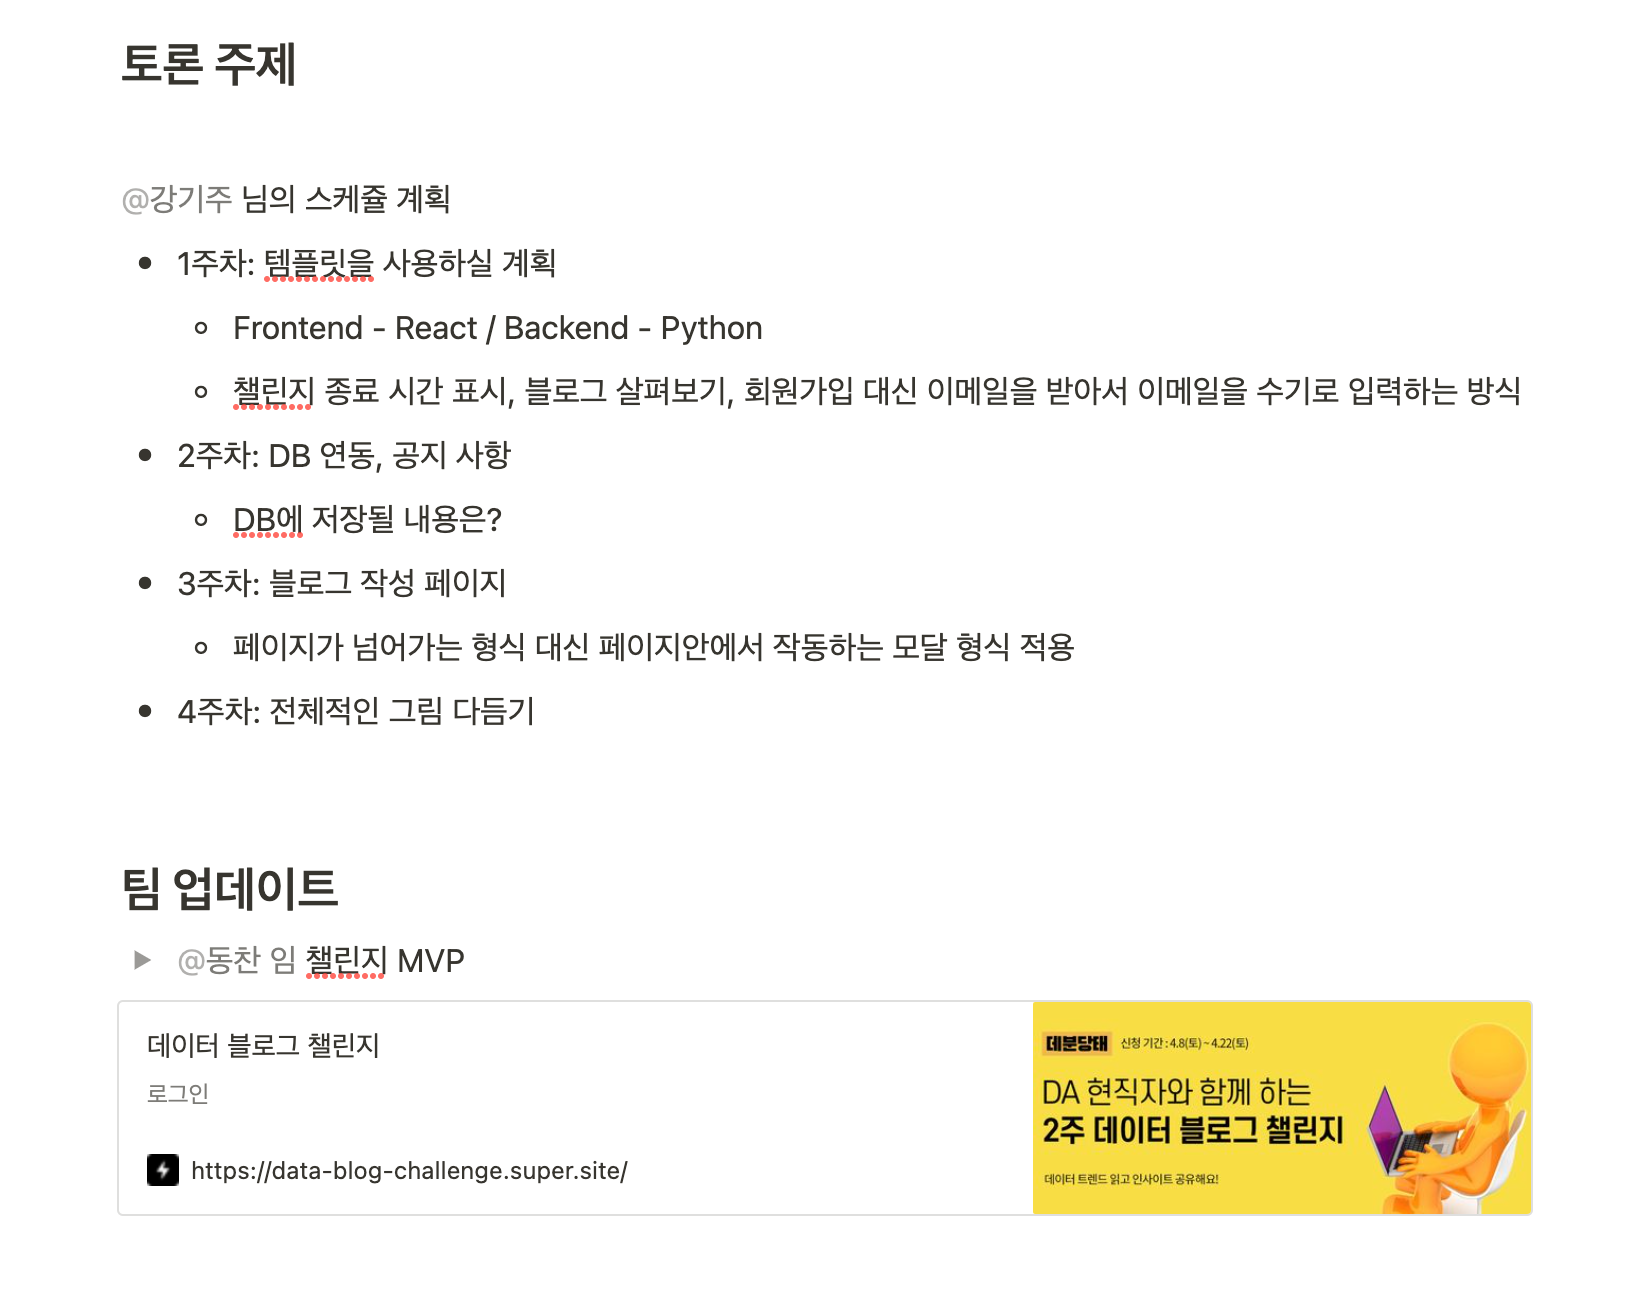 토론 주제
@강기주 님의 스케쥴 계획
1주차: 템플릿을 사용하실 계획
Frontend - React / Backend - Python
챌린지 종료 시간 표시, 블로그 살펴보기, 회원가입 대신 이메일을 받아서 이메일을 수기로 입력하는 방식
2주차: DB 연동, 공지 사항
DB에 저장될 내용은?
3주차: 블로그 작성 페이지
페이지가 넘어가는 형식 대신 페이지안에서 작동하는 모달 형식 적용
4주차: 전체적인 그림 다듬기
팀 업데이트
@동찬 임 챌린지 MVP
데이터 블로그 챌린지
로그인
https://data-blog-challenge.super.site/
데분당태 신청 기간 : 4.8(토) ~ 4.22(토)
DA 현직자와 함께 하는
2주 데이터 블로그 챌린지
데이터 트렌드 읽고 인사이트 공유해요!